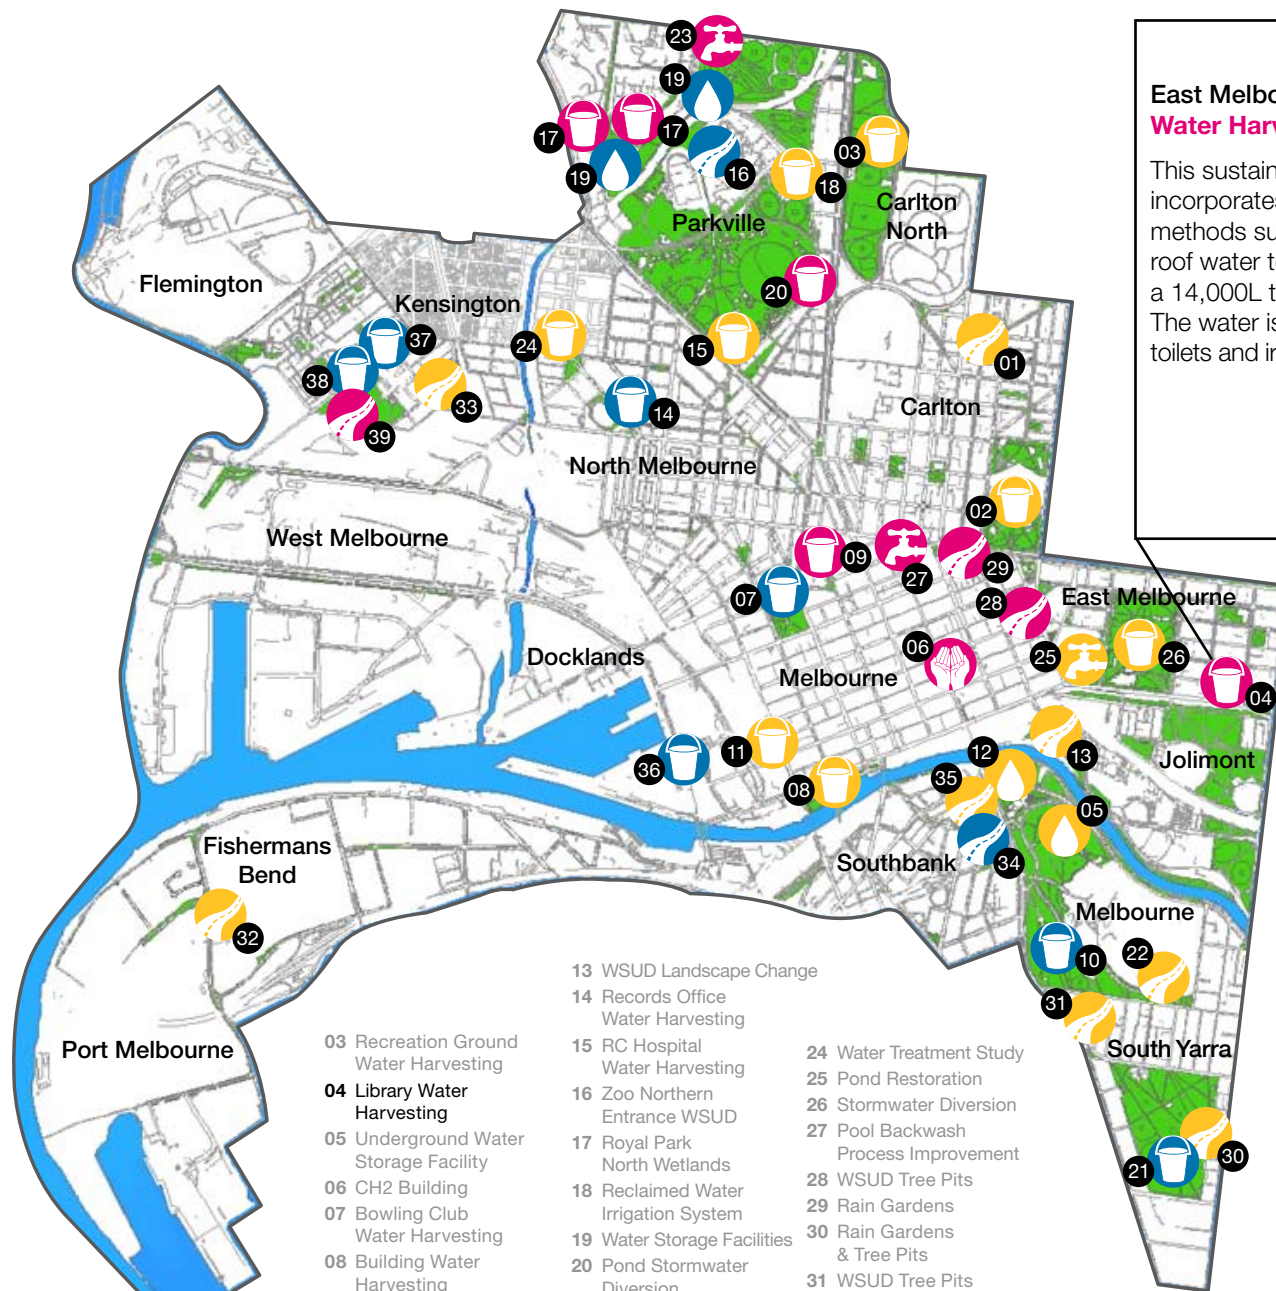 23
19
17
17
19
16
18
03
Carlton
North
Parkville
Flemington
20
Kensington
37
24
15
01
38
33
14
Carlton
39
North Melbourne
02
West Melbourne
09
27
29
07
28
East Melbourne
06
25
26
Docklands
Melbourne
04
36
11
12
13
Jolimont
08
35
05
Southbank
34
Fishermans
Bend
32
Melbourne
10
22
31
South Yarra
Port Melbourne
21
30
East Melbo
Water Harv
This sustain
incorporates
methods su
roof water t
a 14,000L t
The water is
toilets and i
03 Recreation Ground
Water Harvesting
04 Library Water
Harvesting
05 Underground Water
Storage Facility
06 CH2 Building
07 Bowling Club
Water Harvesting
08 Building Water
Harvesting
13 WSUD Landscape Change
14 Records Office
Water Harvesting
15 RC Hospital
Water Harvesting
16 Zoo Northern
Entrance WSUD
17 Royal Park
North Wetlands
18 Reclaimed Water
Irrigation System
19 Water Storage Facilities
20 Pond Stormwater
Diversion
24 Water Treatment Study
25 Pond Restoration
26 Stormwater Diversion
27 Pool Backwash
Process Improvement
28 WSUD Tree Pits
29 Rain Gardens
30 Rain Gardens
& Tree Pits
31 WSUD Tree Pits